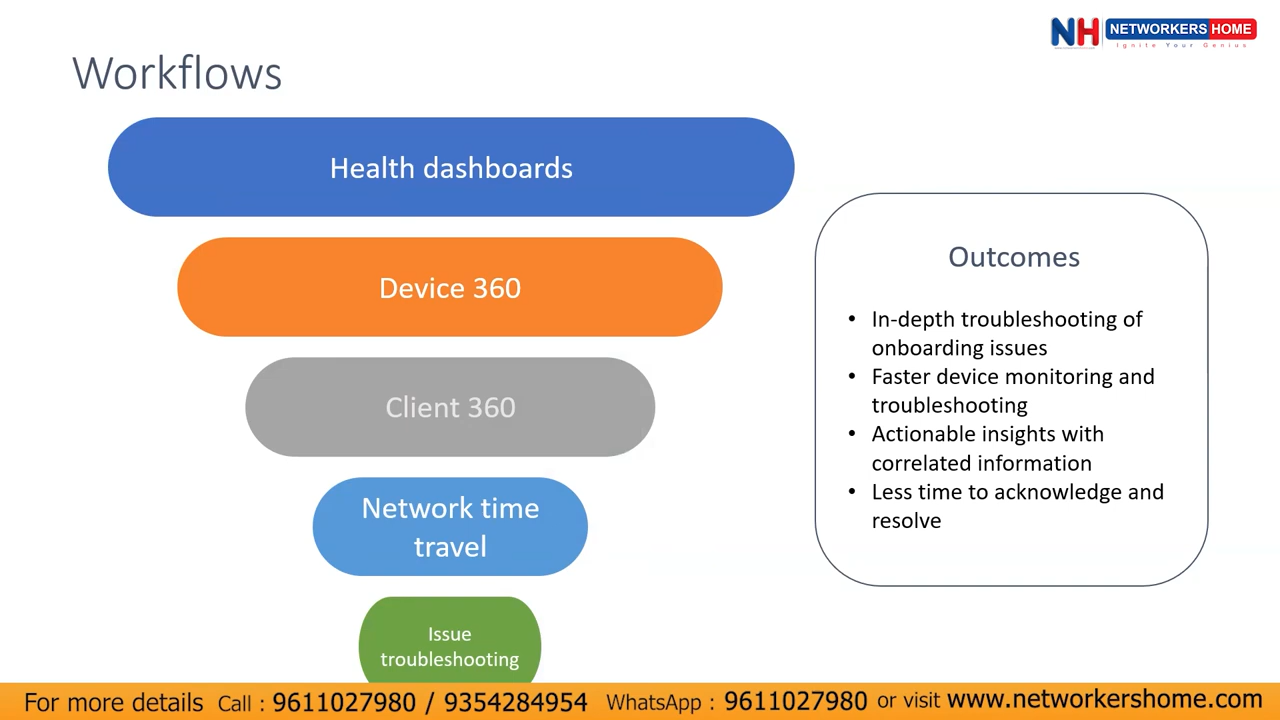 NH NETWORKERS HOME
Ignite Your Genius
Workflows
Health dashboards
Device 360
Client 360
Network time
travel
Issue
troubleshooting
Outcomes
• In-depth troubleshooting of
onboarding issues
• Faster device monitoring and
troubleshooting
• Actionable insights with
correlated information
• Less time to acknowledge and
resolve
For more details Call : 9611027980 / 9354284954 WhatsApp : 9611027980 or visit www.networkershome.com